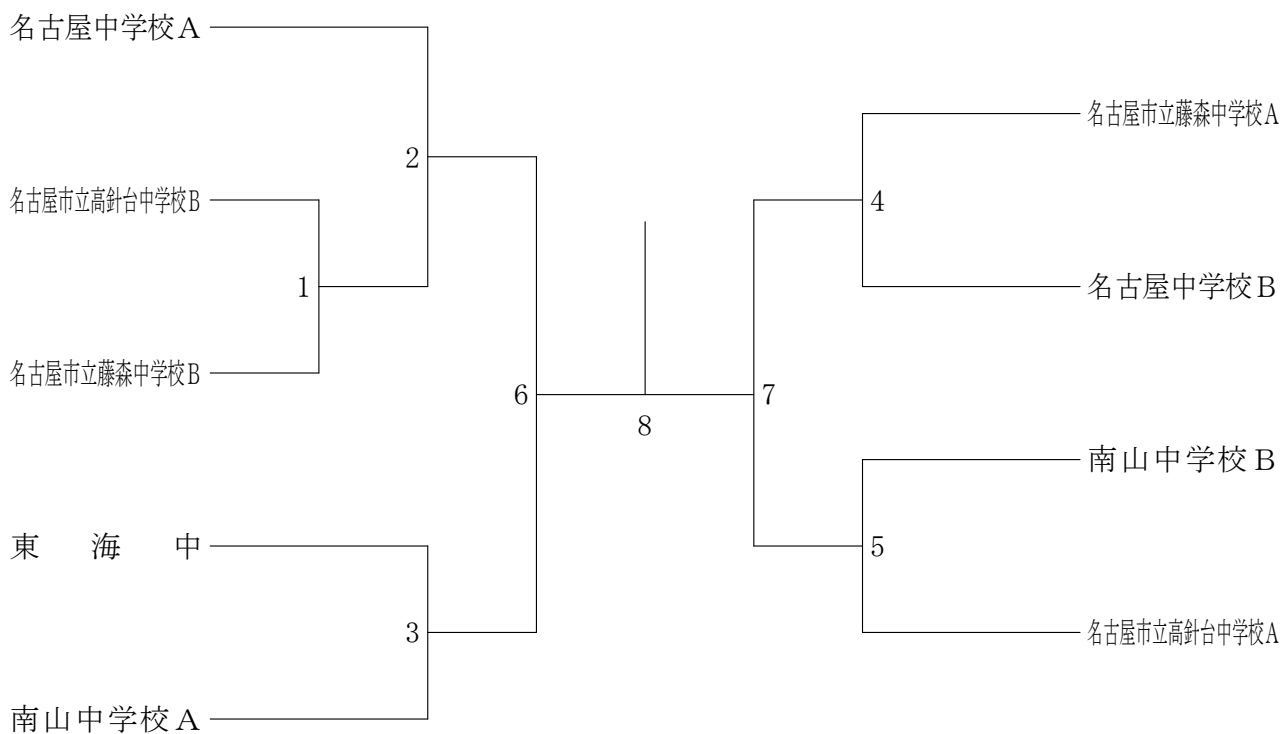 名古屋中学校A
2
名古屋市立高針台中学校B
1
名古屋市立藤森中学校B
6
東海中
3
南山中学校A
8
名古屋市立藤森中学校A
4
名古屋中学校B
7
南山中学校B
5
名古屋市立高針台中学校A